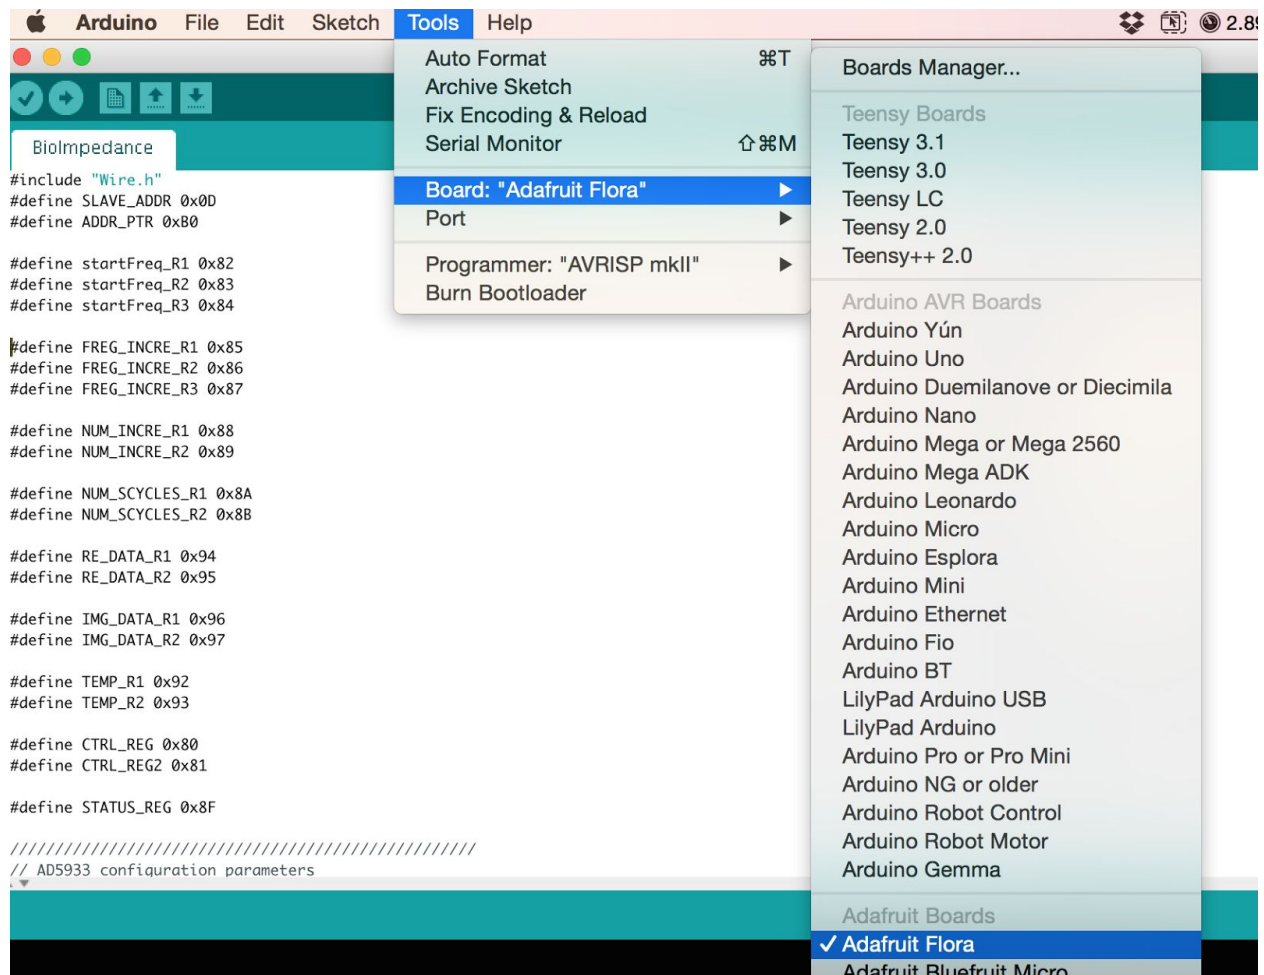 Arduino File Edit Sketch Tools Help 2.89
Auto Format ⌘T
Archive Sketch
Fix Encoding & Reload
Serial Monitor ⇧⌘M
Board: "Adafruit Flora"
Port
Programmer: "AVRISP mkII"
Burn Bootloader
Boards Manager...
Teensy Boards
Teensy 3.1
Teensy 3.0
Teensy LC
Teensy 2.0
Teensy++ 2.0
Arduino AVR Boards
Arduino Yún
Arduino Uno
Arduino Duemilanove or Diecimila
Arduino Nano
Arduino Mega or Mega 2560
Arduino Mega ADK
Arduino Leonardo
Arduino Micro
Arduino Esplora
Arduino Mini
Arduino Ethernet
Arduino Fio
Arduino BT
LilyPad Arduino USB
LilyPad Arduino
Arduino Pro or Pro Mini
Arduino NG or older
Arduino Robot Control
Arduino Robot Motor
Arduino Gemma
Adafruit Boards
✓ Adafruit Flora
Adafruit Bluefruit Micro
BioImpedance
#include "Wire.h"
#define SLAVE_ADDR 0x0D
#define ADDR_PTR 0xB0
#define startFreq_R1 0x82
#define startFreq_R2 0x83
#define startFreq_R3 0x84
#define FREG_INCRE_R1 0x85
#define FREG_INCRE_R2 0x86
#define FREG_INCRE_R3 0x87
#define NUM_INCRE_R1 0x88
#define NUM_INCRE_R2 0x89
#define NUM_SCYCLES_R1 0x8A
#define NUM_SCYCLES_R2 0x8B
#define RE_DATA_R1 0x94
#define RE_DATA_R2 0x95
#define IMG_DATA_R1 0x96
#define IMG_DATA_R2 0x97
#define TEMP_R1 0x92
#define TEMP_R2 0x93
#define CTRL_REG 0x80
#define CTRL_REG2 0x81
#define STATUS_REG 0x8F
////////////////////////////////////////////////////
// AD5933 configuration parameters